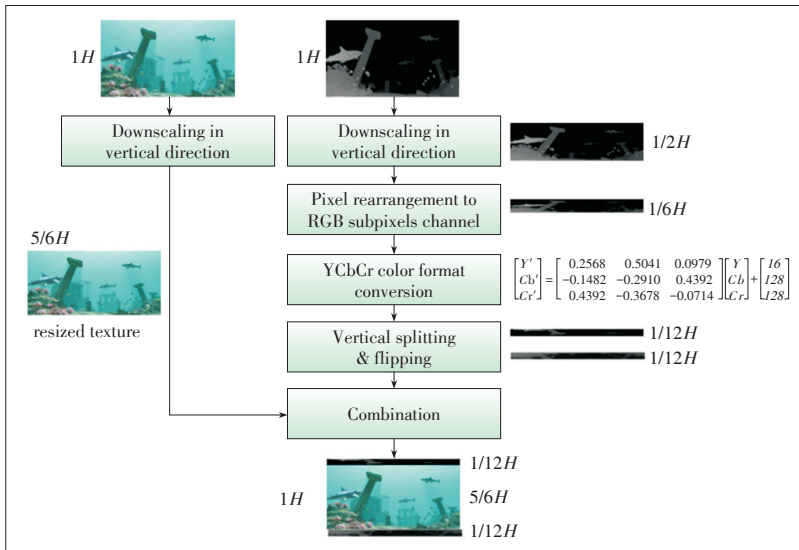 1H
1H
Downscaling in
vertical direction
Downscaling in
vertical direction
1/2H
Pixel rearrangement to
RGB subpixels channel
1/6H
5/6H
resized texture
YCbCr color format
conversion
[Y′] = [0.2568 0.5041 0.0979] [Y] + [16]
[Cb′] [−0.1482 −0.2910 0.4392] [Cb] [128]
[Cr′] [0.4392 −0.3678 −0.0714] [Cr] [128]
Vertical splitting
& flipping
1/12H
1/12H
Combination
1/12H
1H
5/6H
1/12H